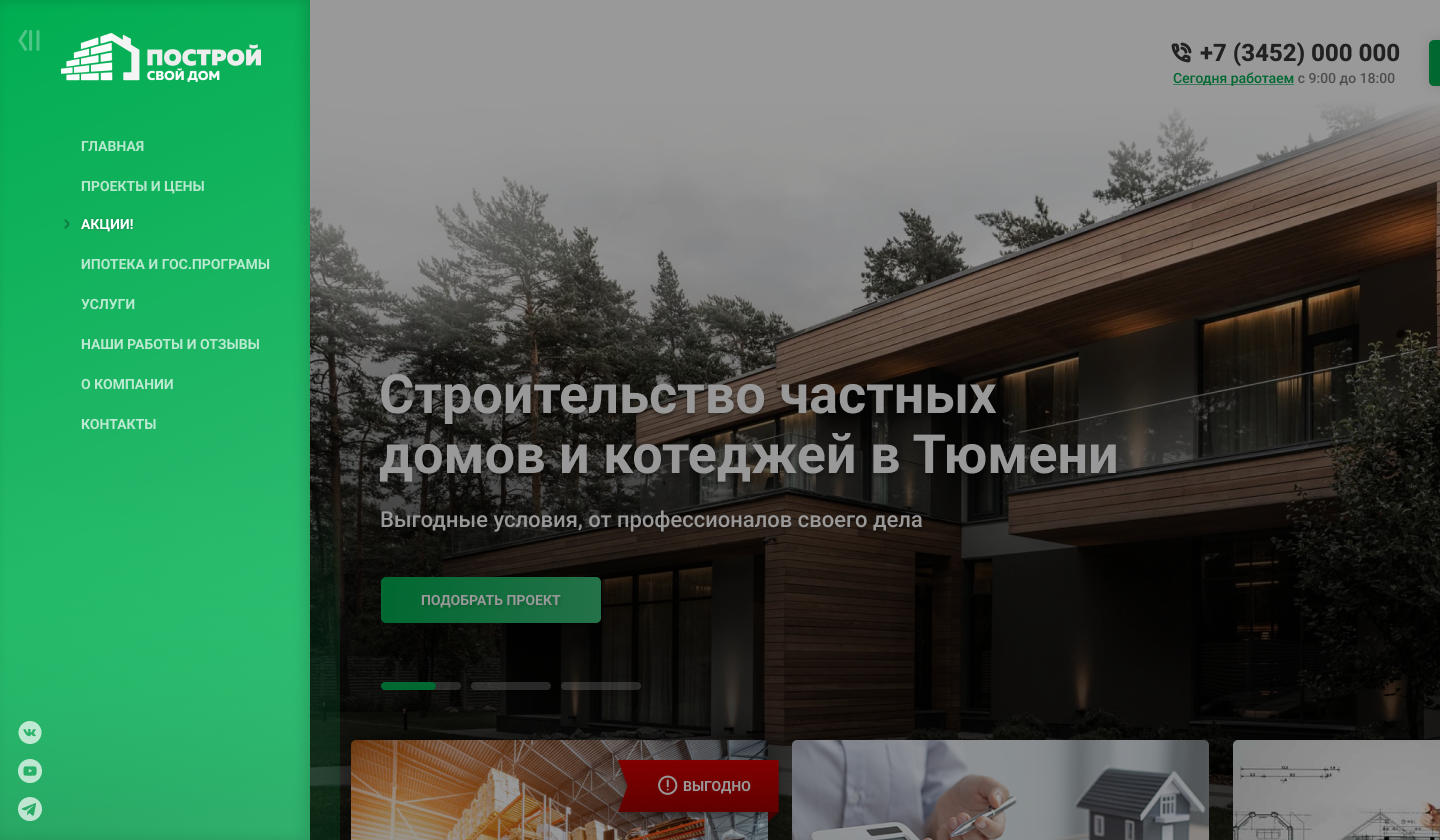 ПОСТРОЙ
СВОЙ ДОМ
ГЛАВНАЯ
ПРОЕКТЫ И ЦЕНЫ
АКЦИИ!
ИПОТЕКА И ГОС.ПРОГРАМЫ
УСЛУГИ
НАШИ РАБОТЫ И ОТЗЫВЫ
О КОМПАНИИ
КОНТАКТЫ
+7 (3452) 000 000
Сегодня работаем с 9:00 до 18:00
Строительство частных
домов и котеджей в Тюмени
Выгодные условия, от профессионалов своего дела
ПОДОБРАТЬ ПРОЕКТ
ВЫГОДНО